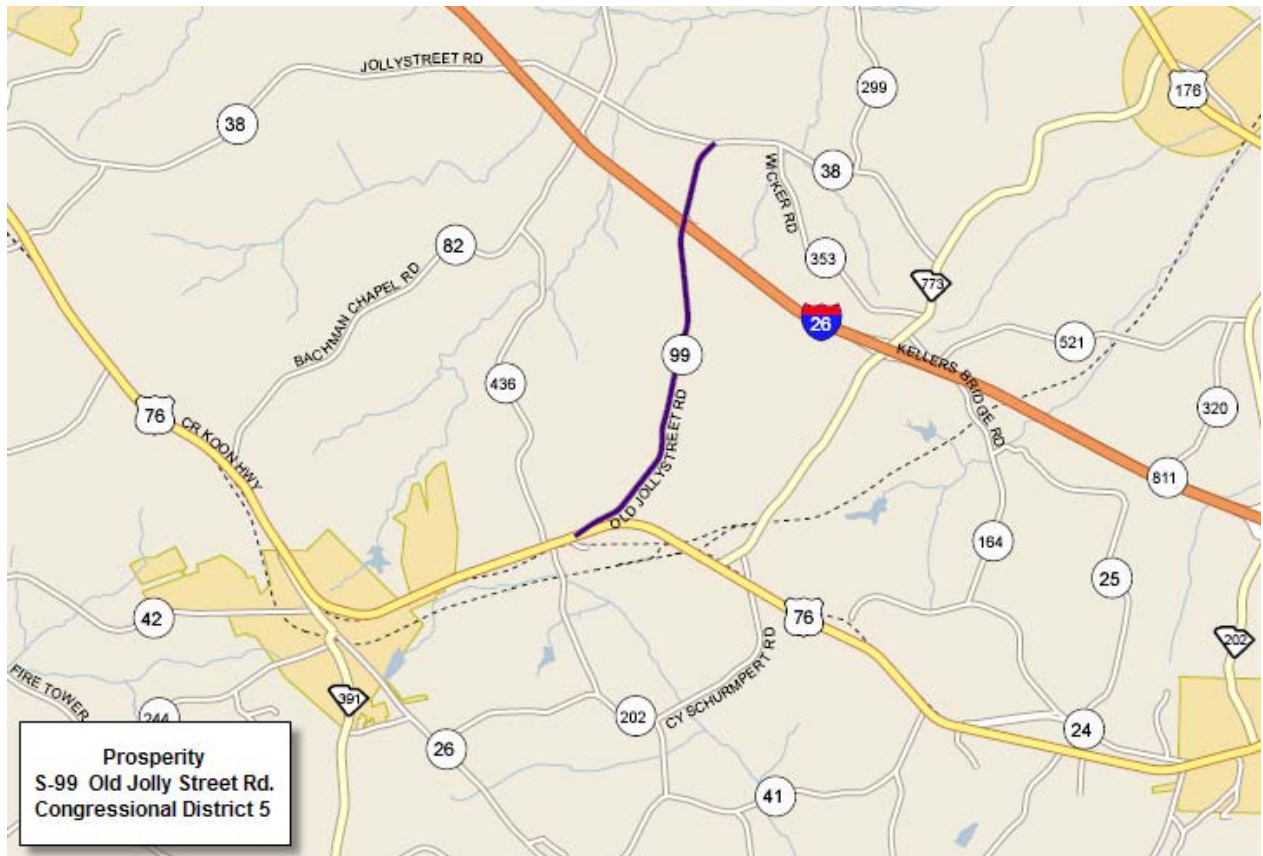 JOLLYSTREET RD
176
299
38
38
WICKER RD
82
353
773
BACHMAN CHAPEL RD
26
521
99
KELLERS BRIDGE RD
436
320
76
CR KOON HWY
OLD JOLLYSTREET RD
811
164
25
42
76
202
CY SCHURMPERT RD
FIRE TOWER
391
244
202
24
26
41
Prosperity
S-99 Old Jolly Street Rd.
Congressional District 5